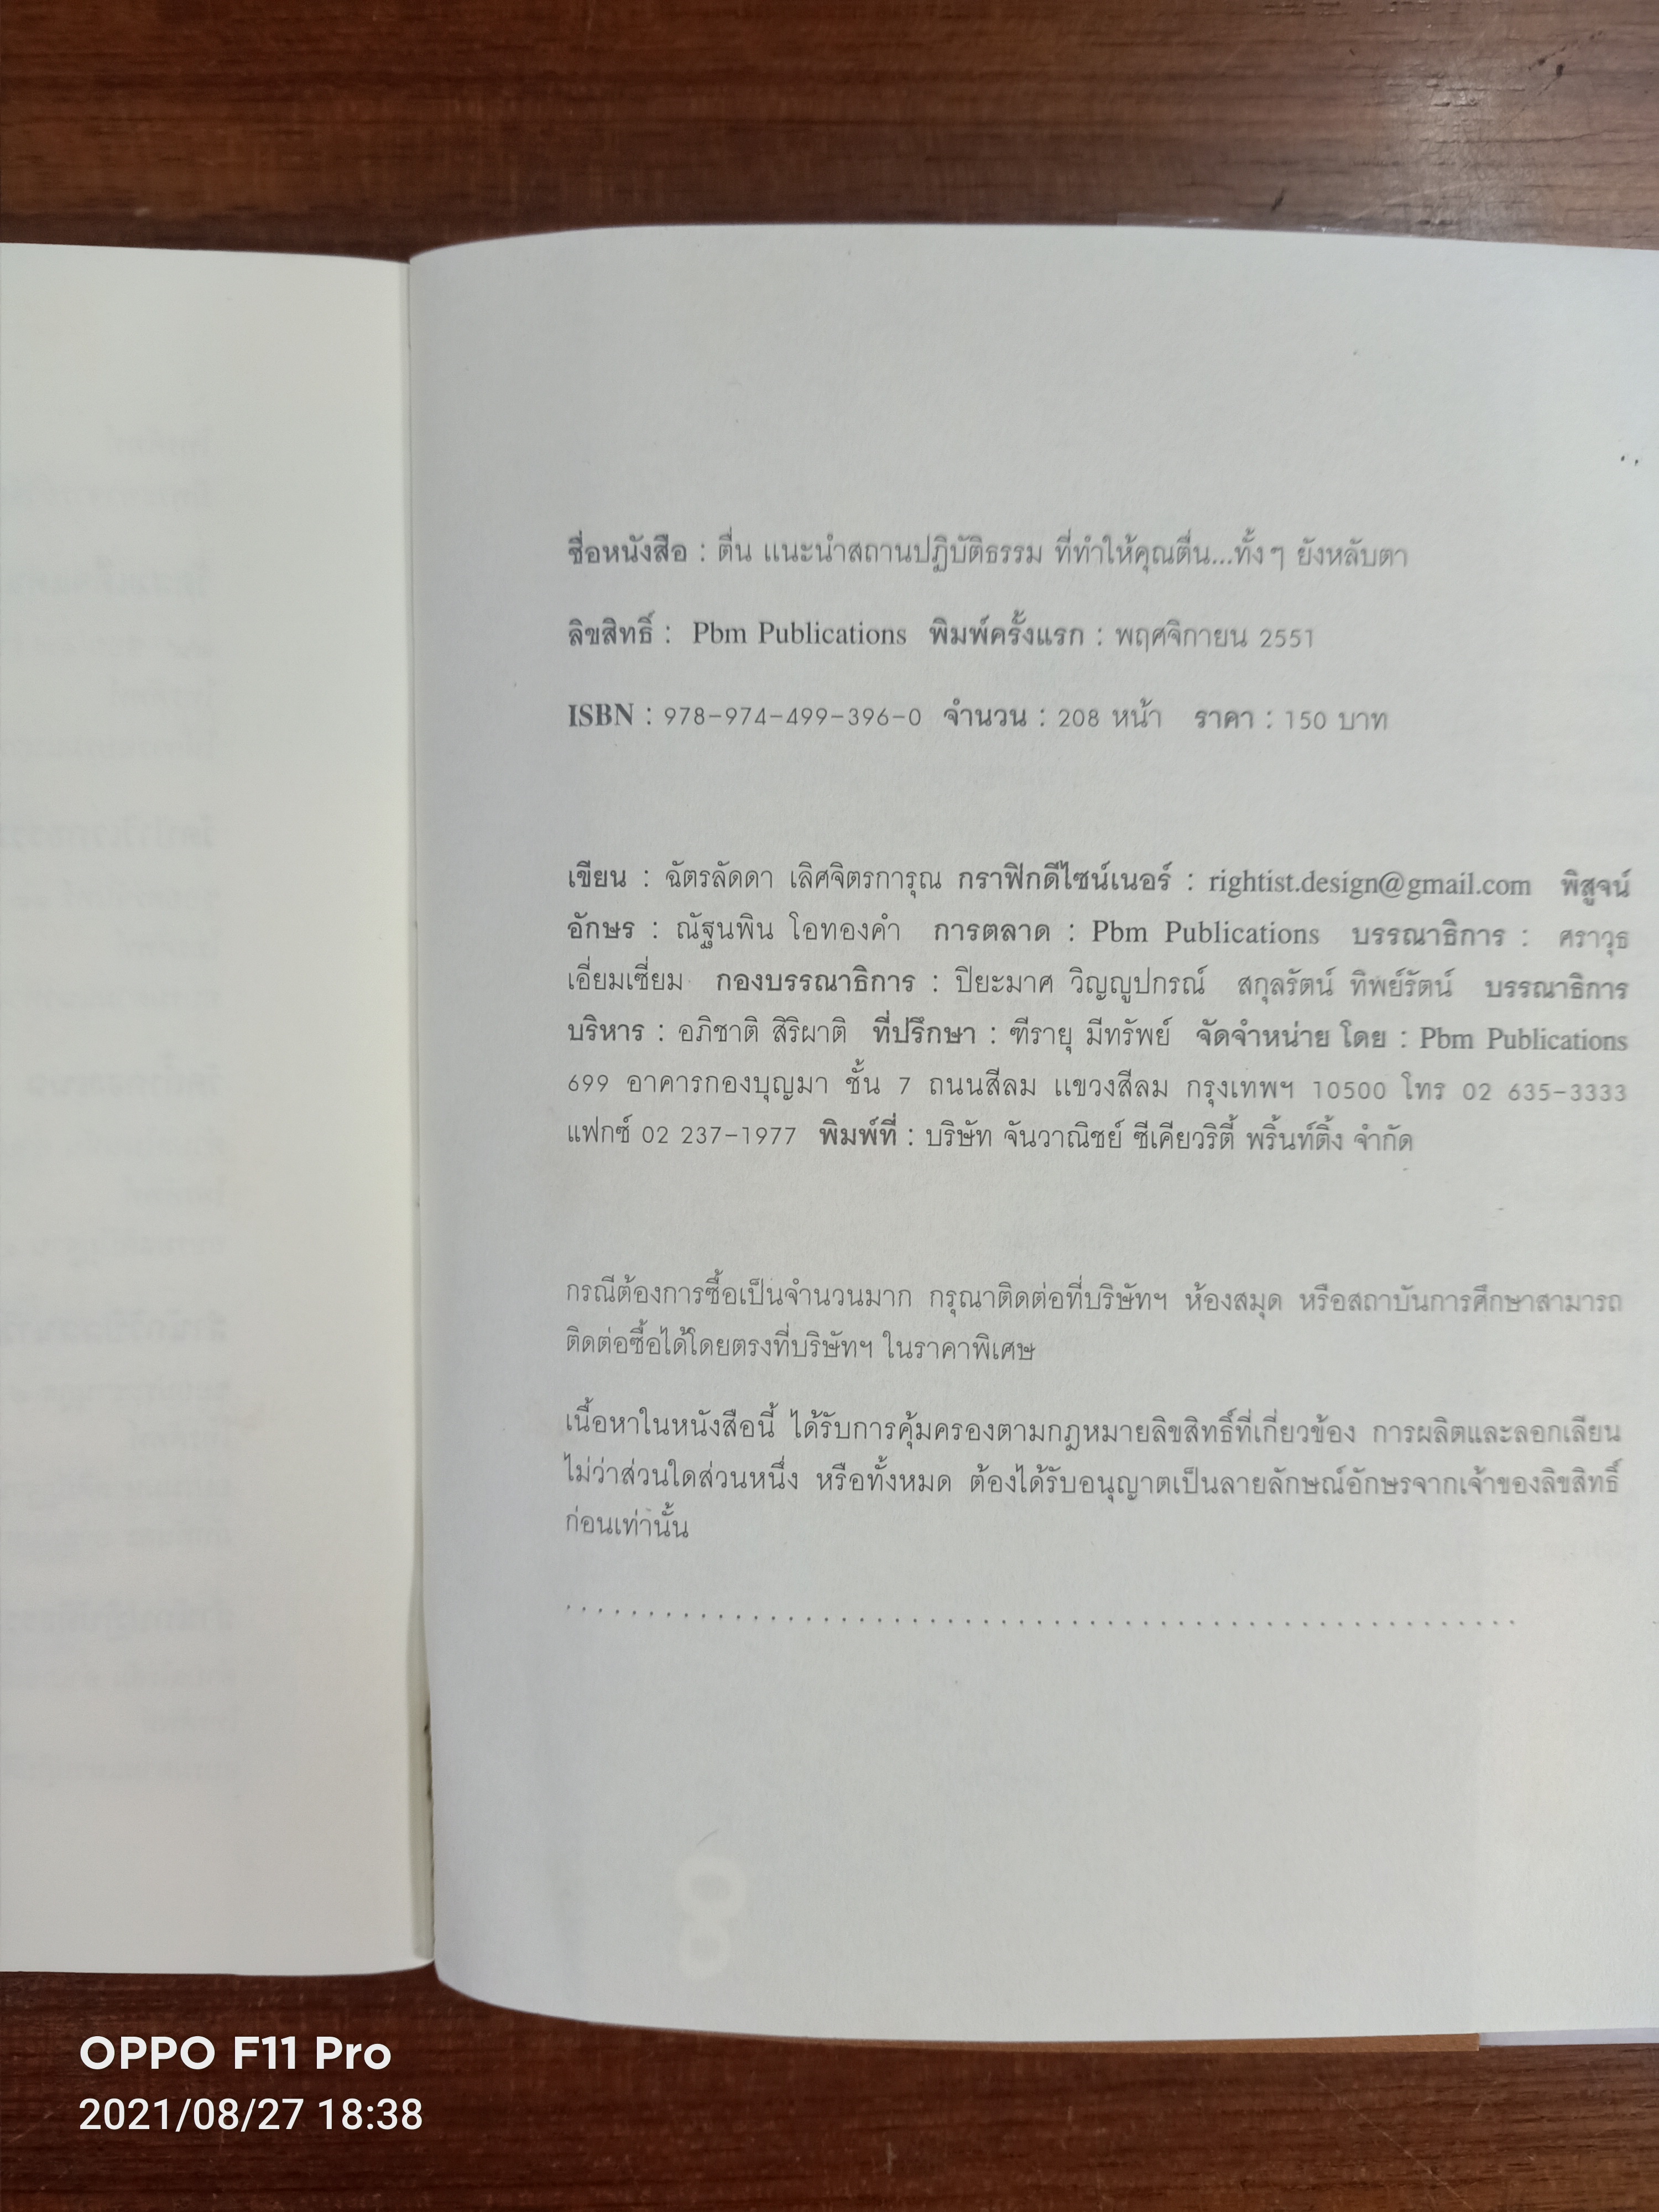 ชื่อหนังสือ : ตื่น แนะนำสถานปฏิบัติธรรม ที่ทำให้คุณตื่น...ทั้งๆ ยังหลับตา
ลิขสิทธิ์ : Pbm Publications พิมพ์ครั้งแรก : พฤศจิกายน 2551
ISBN : 978-974-499-396-0 จำนวน : 208 หน้า ราคา : 150 บาท
เขียน : ฉัตรลัดดา เลิศจิตรการุณ กราฟิกดีไซน์เนอร์ : rightist.design@gmail.com พิสูจน์
อักษร : ณัฐนพิน โอทองคำ การตลาด : Pbm Publications บรรณาธิการ : ศราวุธ
เอี่ยมเซี่ยม กองบรรณาธิการ : ปิยะมาศ วิญญูปกรณ์ สกุลรัตน์ ทิพย์รัตน์ บรรณาธิการ
บริหาร : อภิชาติ สิริผาติ ที่ปรึกษา : ฑีรายุ มีทรัพย์ จัดจำหน่าย โดย : Pbm Publications
699 อาคารกองบุญมา ชั้น 7 ถนนสีลม แขวงสีลม กรุงเทพฯ 10500 โทร 02 635-3333
แฟกซ์ 02 237-1977 พิมพ์ที่ : บริษัท จันวาณิชย์ ซีเคียวริตี้ พริ้นท์ติ้ง จำกัด
กรณีต้องการซื้อเป็นจำนวนมาก กรุณาติดต่อที่บริษัทฯ ห้องสมุด หรือสถาบันการศึกษาสามารถ
ติดต่อซื้อได้โดยตรงที่บริษัทฯ ในราคาพิเศษ
เนื้อหาในหนังสือนี้ ได้รับการคุ้มครองตามกฎหมายลิขสิทธิ์ที่เกี่ยวข้อง การผลิตและลอกเลียน
ไม่ว่าส่วนใดส่วนหนึ่ง หรือทั้งหมด ต้องได้รับอนุญาตเป็นลายลักษณ์อักษรจากเจ้าของลิขสิทธิ์
ก่อนเท่านั้น
OPPO F11 Pro
2021/08/27 18:38